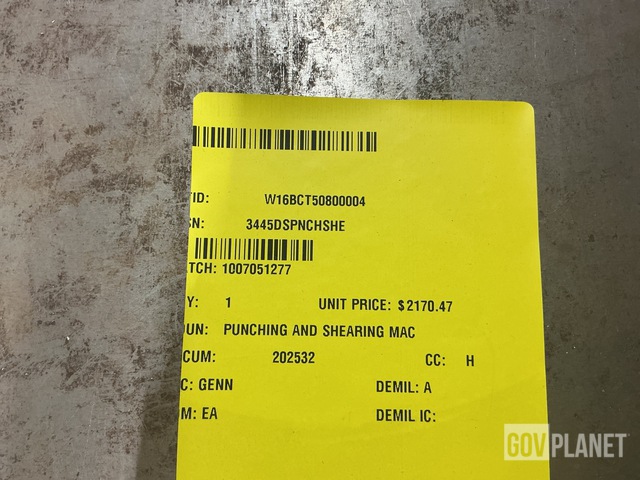 TID: W16BCT50800004
SN: 3445DSPNCHSHE
TCH: 1007051277
Y: 1 UNIT PRICE: $2170.47
UN: PUNCHING AND SHEARING MAC
CUM: 202532 CC: H
C: GENN DEMIL: A
M: EA DEMIL IC:
GOVPLANET